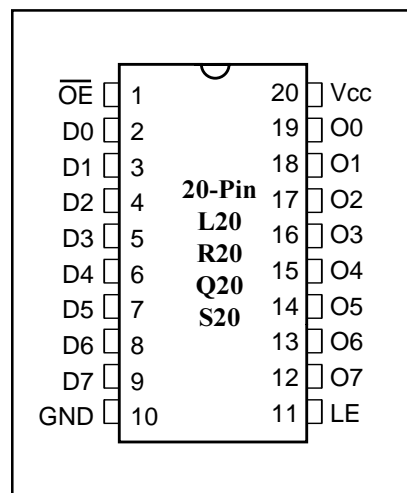 O̅E̅ 1 20 Vcc
D0 2 19 O0
D1 3 18 O1
D2 4 17 O2
D3 5 16 O3
D4 6 15 O4
D5 7 14 O5
D6 8 13 O6
D7 9 12 O7
GND 10 11 LE
20-Pin
L20
R20
Q20
S20